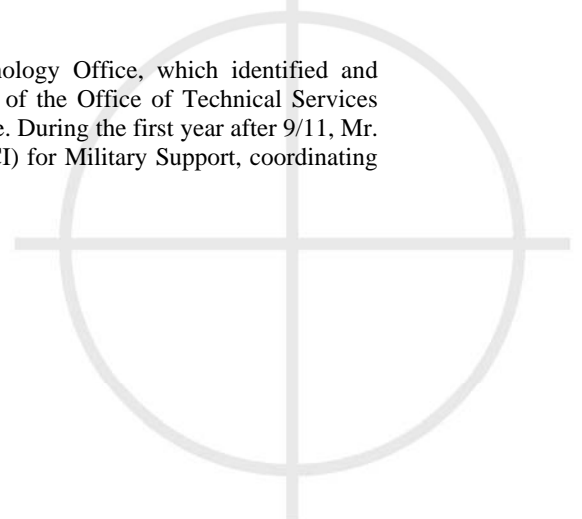 nology Office, which identified and
of the Office of Technical Services
e. During the first year after 9/11, Mr.
CI) for Military Support, coordinating